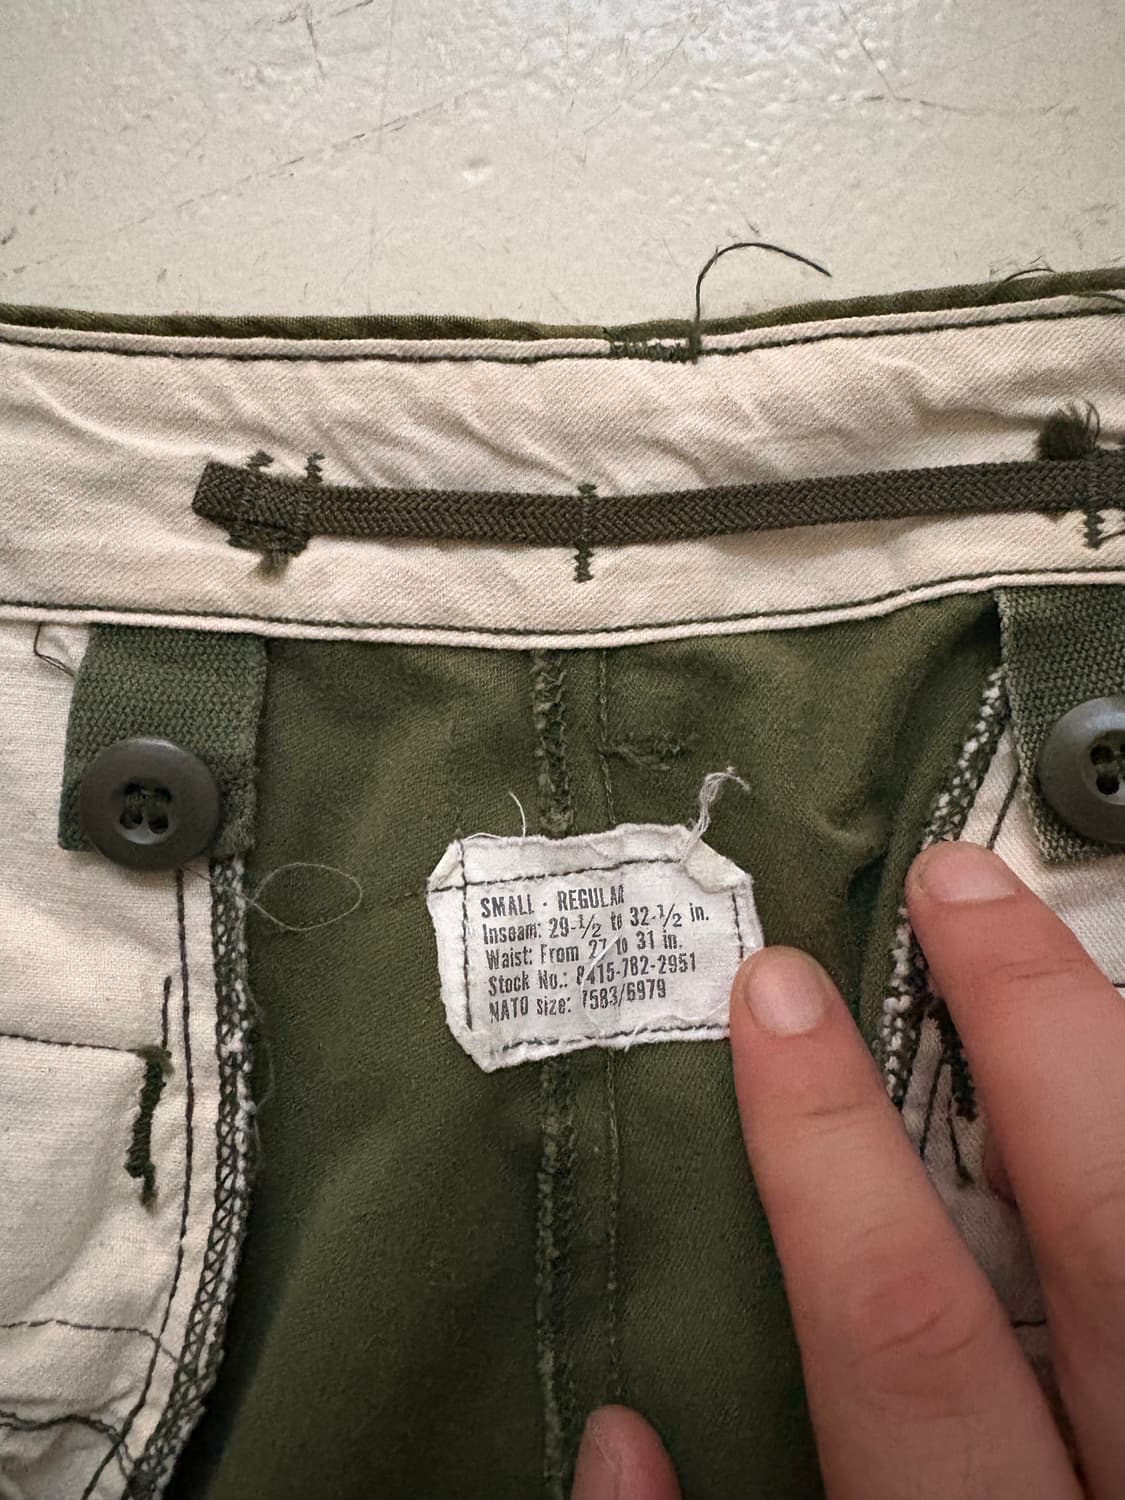 SMALL - REGULAR
Inseam: 29-1/2 to 32-1/2 in.
Waist: From 27 to 31 in.
Stock No.: 8415-782-2951
NATO size: 7583/6979